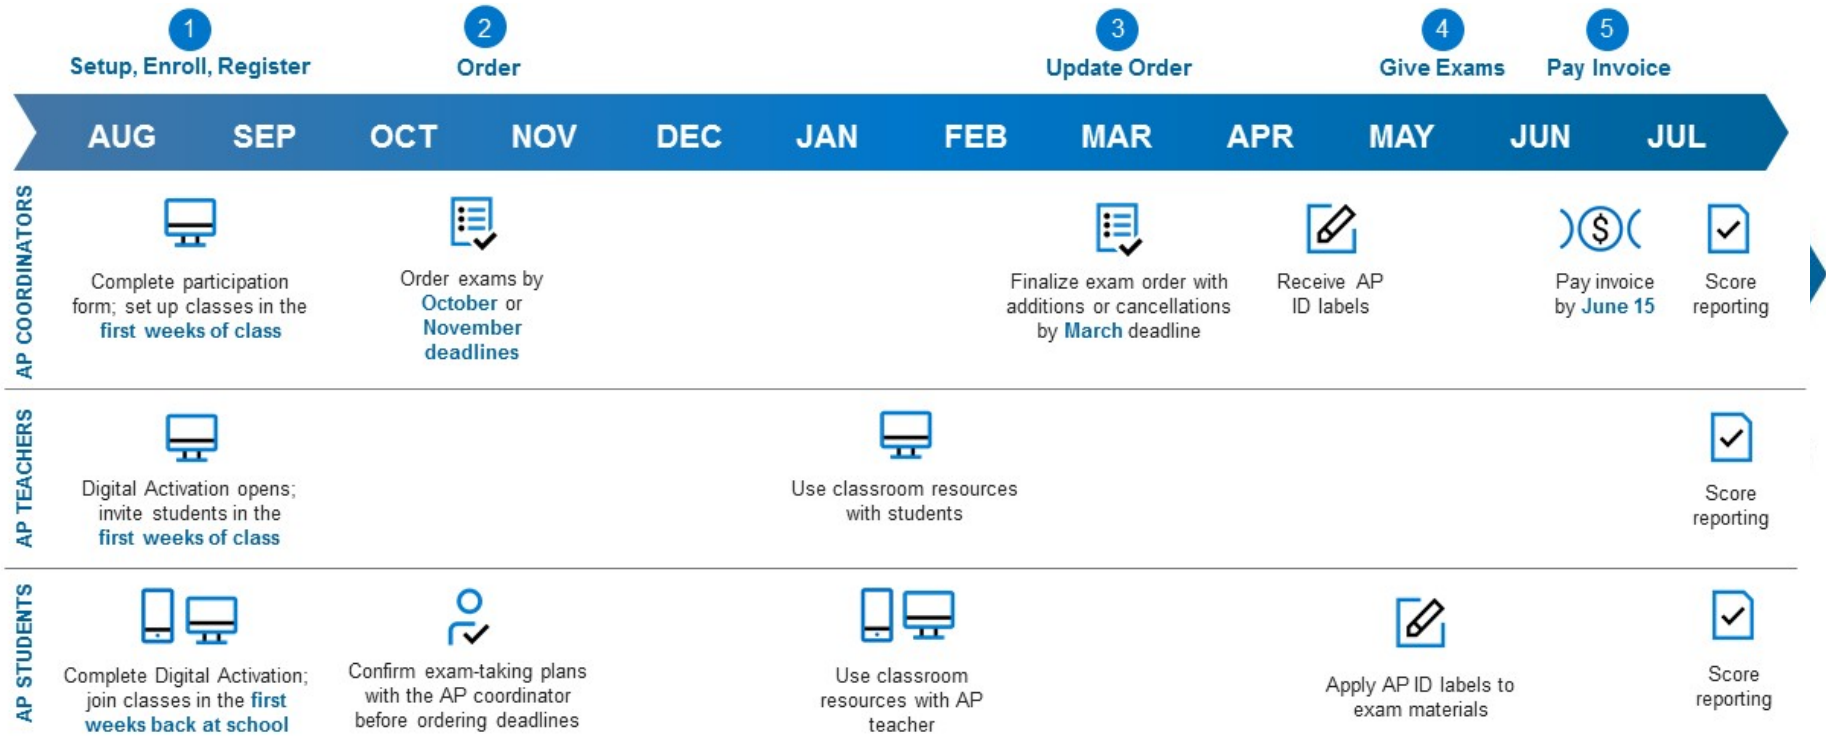 1
Setup, Enroll, Register
2
Order
3
Update Order
4
Give Exams
5
Pay Invoice
AUG SEP OCT NOV DEC JAN FEB MAR APR MAY JUN JUL
AP COORDINATORS
Complete participation
form; set up classes in the
first weeks of class
Order exams by
October or
November
deadlines
Finalize exam order with
additions or cancellations
by March deadline
Receive AP
ID labels
$
Pay invoice
by June 15
Score
reporting
AP TEACHERS
Digital Activation opens;
invite students in the
first weeks of class
Use classroom resources
with students
Score
reporting
AP STUDENTS
Complete Digital Activation;
join classes in the first
weeks back at school
Confirm exam-taking plans
with the AP coordinator
before ordering deadlines
Use classroom
resources with AP
teacher
Apply AP ID labels to
exam materials
Score
reporting